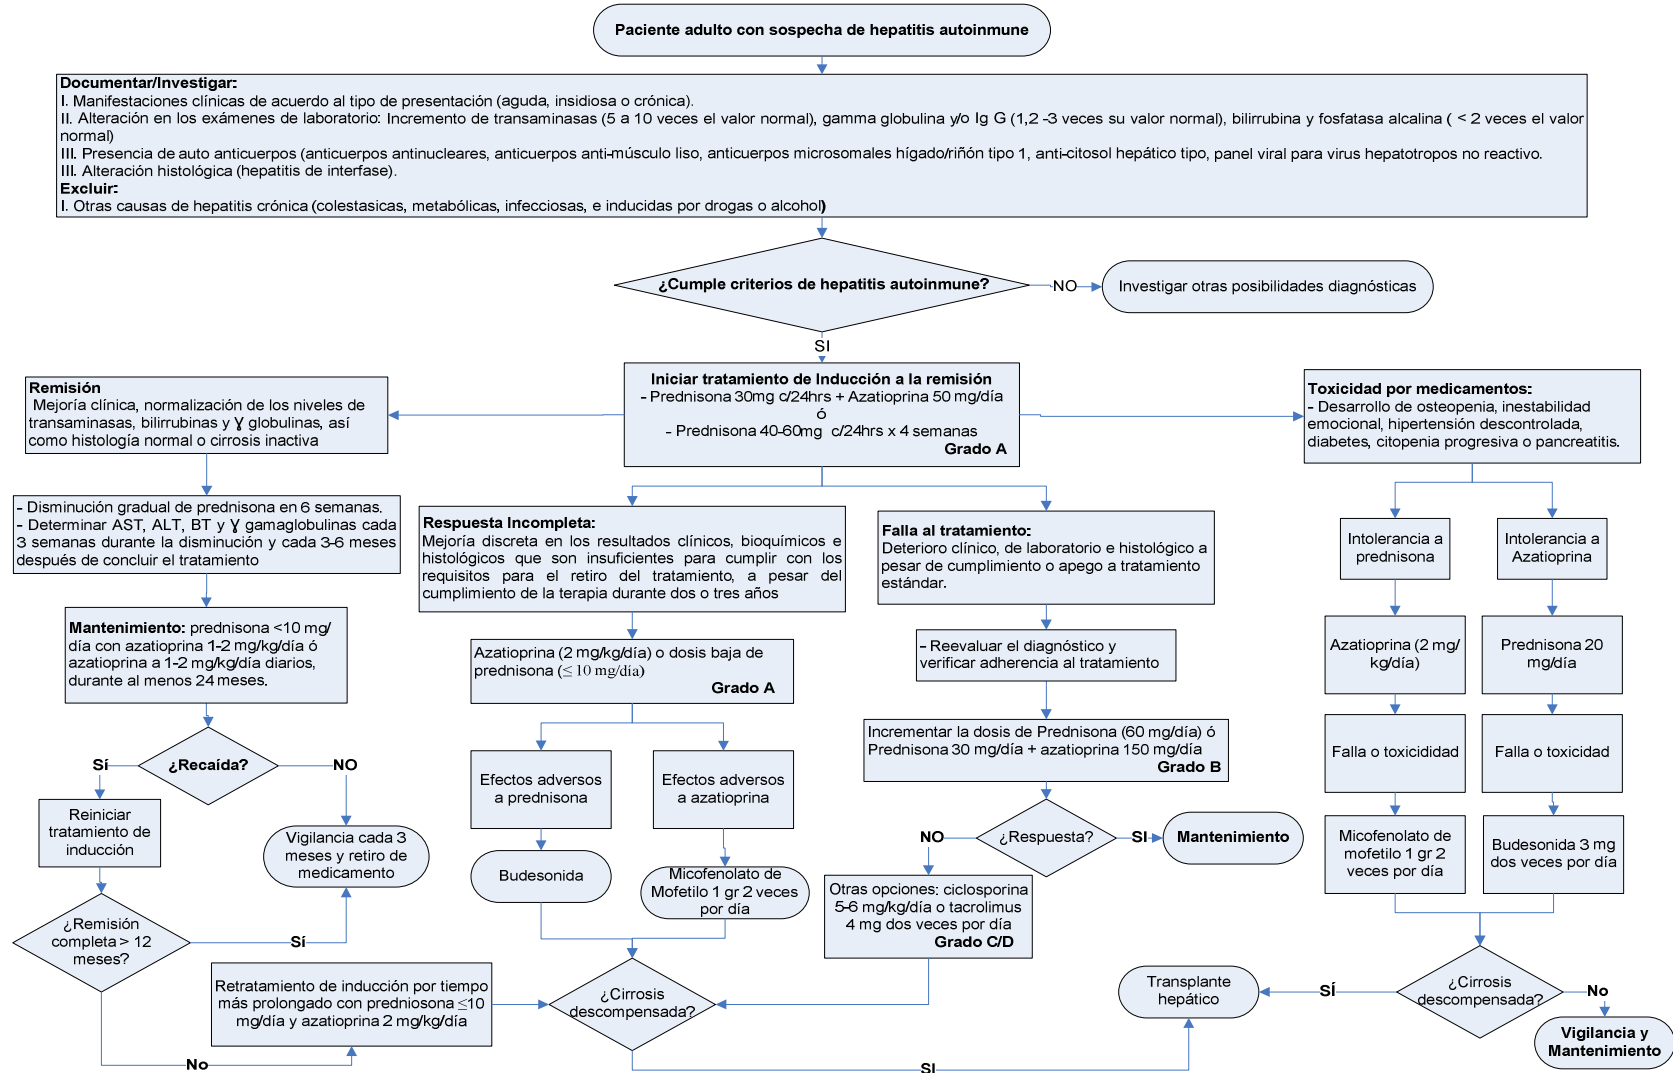 Paciente adulto con sospecha de hepatitis autoinmune
Documentar/Investigar:
I. Manifestaciones clínicas de acuerdo al tipo de presentación (aguda, insidiosa o crónica).
II. Alteración en los exámenes de laboratorio: Incremento de transaminasas (5 a 10 veces el valor normal), gamma globulina y/o Ig G (1,2 -3 veces su valor normal), bilirrubina y fosfatasa alcalina ( < 2 veces el valor
normal)
III. Presencia de auto anticuerpos (anticuerpos antinucleares, anticuerpos anti-músculo liso, anticuerpos microsomales hígado/riñón tipo 1, anti-citosol hepático tipo, panel viral para virus hepatotropos no reactivo.
III. Alteración histológica (hepatitis de interfase).
Excluir:
I. Otras causas de hepatitis crónica (colestasicas, metabólicas, infecciosas, e inducidas por drogas o alcohol)
¿Cumple criterios de hepatitis autoinmune?
NO
Investigar otras posibilidades diagnósticas
SI
Remisión
Mejoría clínica, normalización de los niveles de
transaminasas, bilirrubinas y Ɣ globulinas, así
como histología normal o cirrosis inactiva
Iniciar tratamiento de Inducción a la remisión
- Prednisona 30mg c/24hrs + Azatioprina 50 mg/día
ó
- Prednisona 40-60mg c/24hrs x 4 semanas
Grado A
Toxicidad por medicamentos:
- Desarrollo de osteopenia, inestabilidad
emocional, hipertensión descontrolada,
diabetes, citopenia progresiva o pancreatitis.
- Disminución gradual de prednisona en 6 semanas.
- Determinar AST, ALT, BT y Ɣ gamaglobulinas cada
3 semanas durante la disminución y cada 3-6 meses
después de concluir el tratamiento
Respuesta Incompleta:
Mejoría discreta en los resultados clínicos, bioquímicos e
histológicos que son insuficientes para cumplir con los
requisitos para el retiro del tratamiento, a pesar del
cumplimiento de la terapia durante dos o tres años
Falla al tratamiento:
Deterioro clínico, de laboratorio e histológico a
pesar de cumplimiento o apego a tratamiento
estándar.
Intolerancia a
prednisona
Intolerancia a
Azatioprina
Mantenimiento: prednisona <10 mg/
día con azatioprina 1-2 mg/kg/día ó
azatioprina a 1-2 mg/kg/día diarios,
durante al menos 24 meses.
Azatioprina (2 mg/kg/día) o dosis baja de
prednisona (≤ 10 mg/día)
Grado A
- Reevaluar el diagnóstico y
verificar adherencia al tratamiento
Azatioprina (2 mg/
kg/día)
Prednisona 20
mg/día
Incrementar la dosis de Prednisona (60 mg/día) ó
Prednisona 30 mg/día + azatioprina 150 mg/día
Grado B
Falla o toxicididad
Falla o toxicidad
¿Recaída?
Sí
NO
Reiniciar
tratamiento de
inducción
Vigilancia cada 3
meses y retiro de
medicamento
Efectos adversos
a prednisona
Efectos adversos
a azatioprina
¿Respuesta?
NO
SI
Mantenimiento
Micofenolato de
mofetilo 1 gr 2
veces por día
Budesonida 3 mg
dos veces por día
Budesonida
Micofenolato de
Mofetilo 1 gr 2 veces
por día
Otras opciones: ciclosporina
5-6 mg/kg/día o tacrolimus
4 mg dos veces por día
Grado C/D
¿Remisión
completa > 12
meses?
Sí
No
Retratamiento de inducción por tiempo
más prolongado con predniosona ≤10
mg/día y azatioprina 2 mg/kg/día
¿Cirrosis
descompensada?
SI
Transplante
hepático
SÍ
¿Cirrosis
descompensada?
No
Vigilancia y
Mantenimiento